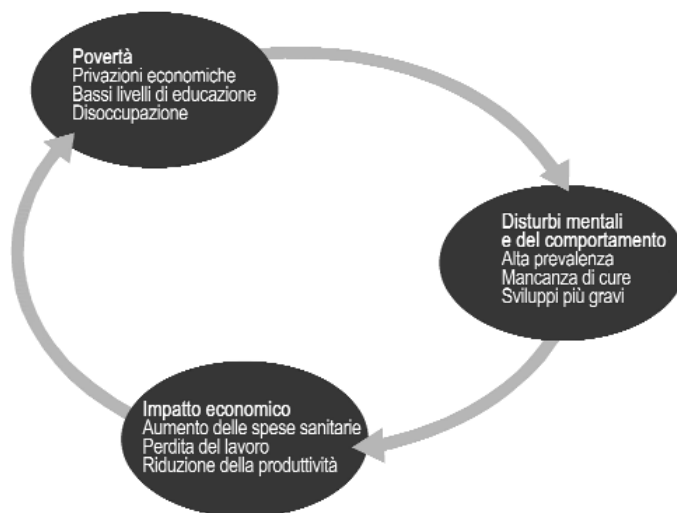 Povertà
Privazioni economiche
Bassi livelli di educazione
Disoccupazione
Disturbi mentali
e del comportamento
Alta prevalenza
Mancanza di cure
Sviluppi più gravi
Impatto economico
Aumento delle spese sanitarie
Perdita del lavoro
Riduzione della produttività